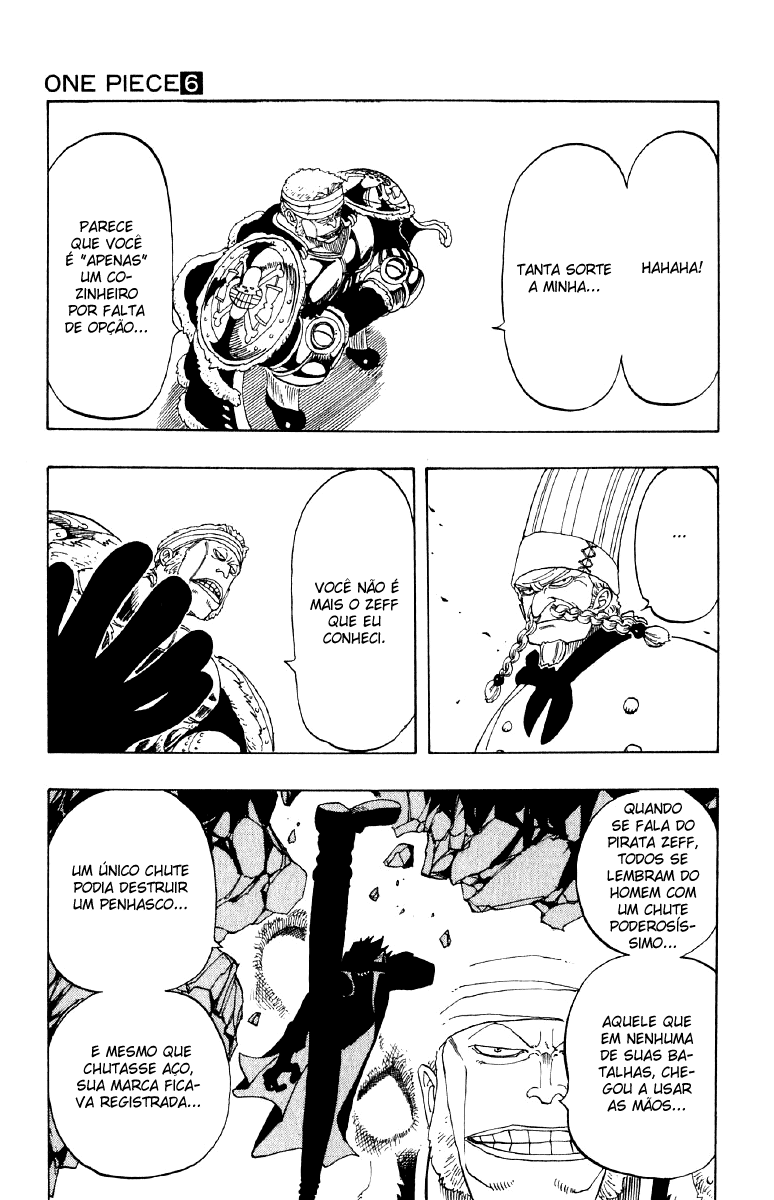 ONE PIECE 6
HAHAHA!
TANTA SORTE
A MINHA...
PARECE
QUE VOCÊ
É "APENAS"
UM CO-
ZINHEIRO
POR FALTA
DE OPÇÃO...
...
VOCÊ NÃO É
MAIS O ZEFF
QUE EU
CONHECI.
QUANDO
SE FALA DO
PIRATA ZEFF,
TODOS SE
LEMBRAM DO
HOMEM COM
UM CHUTE
PODEROSÍS-
SIMO...
AQUELE QUE
EM NENHUMA
DE SUAS BA-
TALHAS, CHE-
GOU A USAR
AS MÃOS...
UM ÚNICO CHUTE
PODIA DESTRUIR
UM PENHASCO...
E MESMO QUE
CHUTASSE AÇO,
SUA MARCA FICA-
VA REGISTRADA...